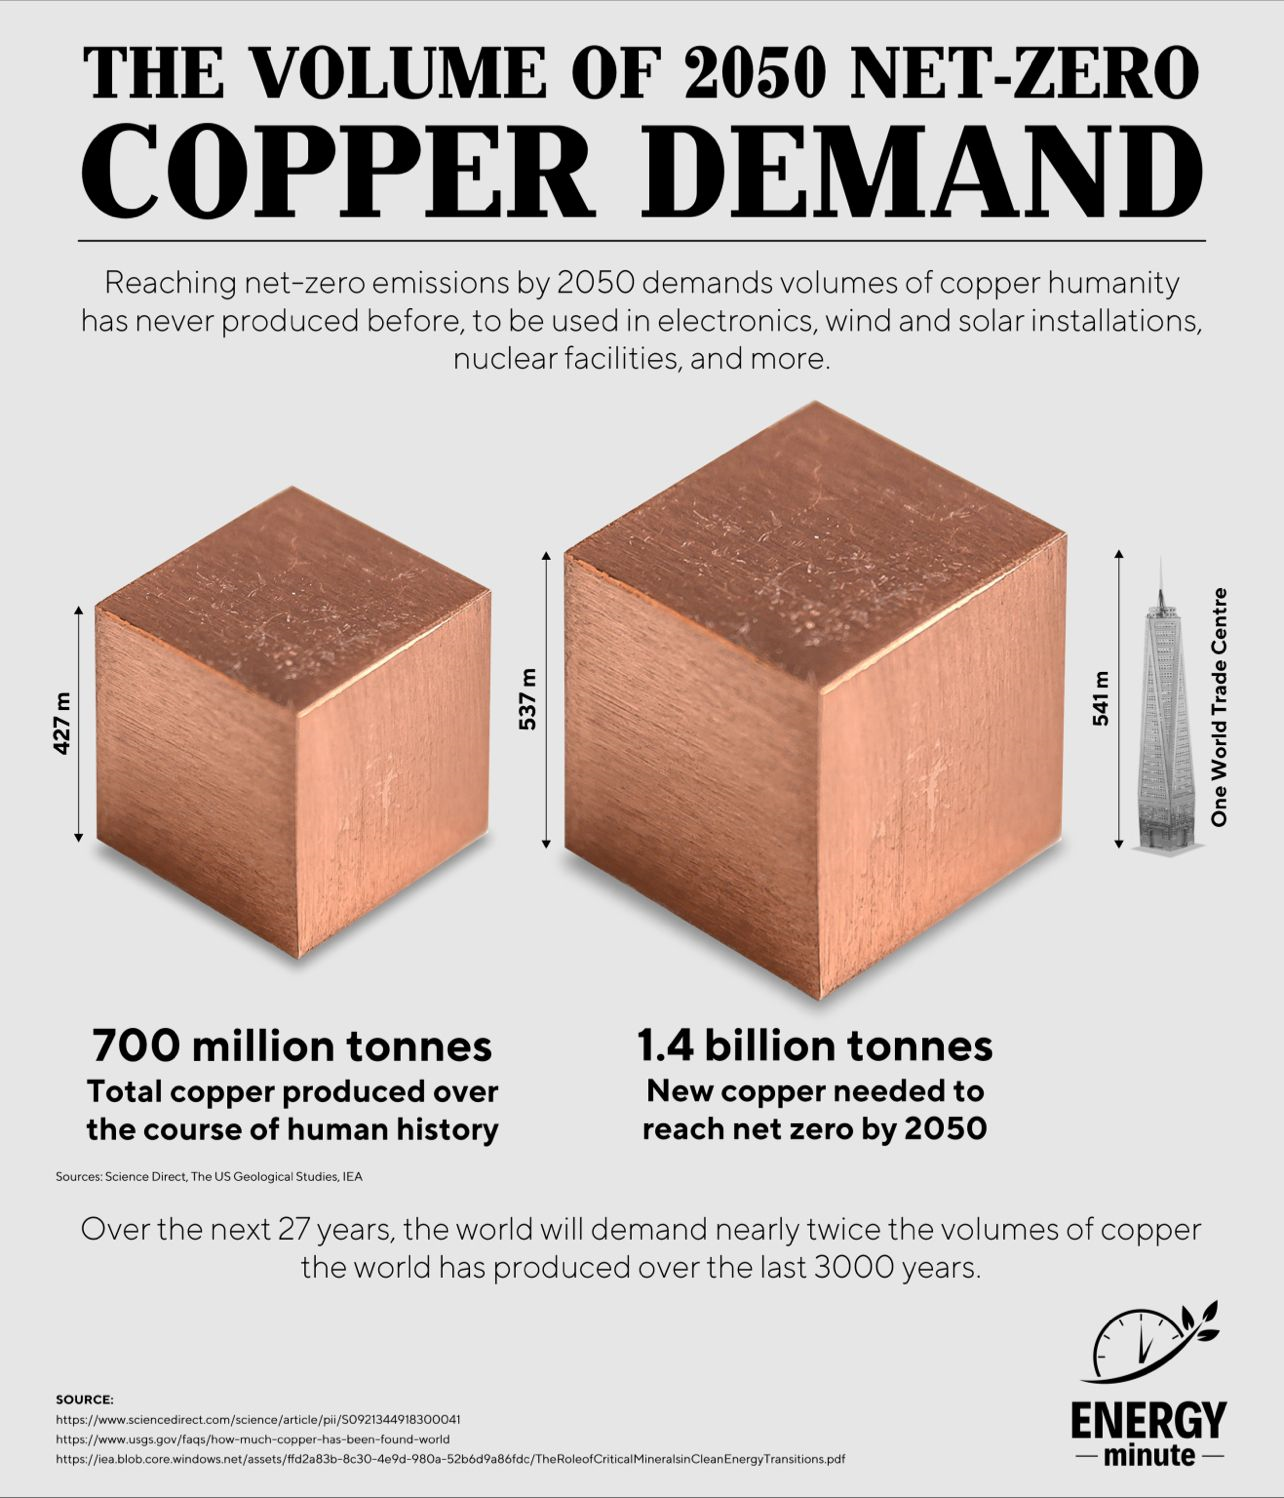 THE VOLUME OF 2050 NET-ZERO
COPPER DEMAND
Reaching net-zero emissions by 2050 demands volumes of copper humanity
has never produced before, to be used in electronics, wind and solar installations,
nuclear facilities, and more.
427 m
537 m
541 m
One World Trade Centre
700 million tonnes
Total copper produced over
the course of human history
1.4 billion tonnes
New copper needed to
reach net zero by 2050
Sources: Science Direct, The US Geological Studies, IEA
Over the next 27 years, the world will demand nearly twice the volumes of copper
the world has produced over the last 3000 years.
SOURCE:
https://www.sciencedirect.com/science/article/pii/S0921344918300041
https://www.usgs.gov/faqs/how-much-copper-has-been-found-world
https://iea.blob.core.windows.net/assets/ffd2a83b-8c30-4e9d-980a-52b6d9a86fdc/TheRoleofCriticalMineralsinCleanEnergyTransitions.pdf
ENERGY
minute